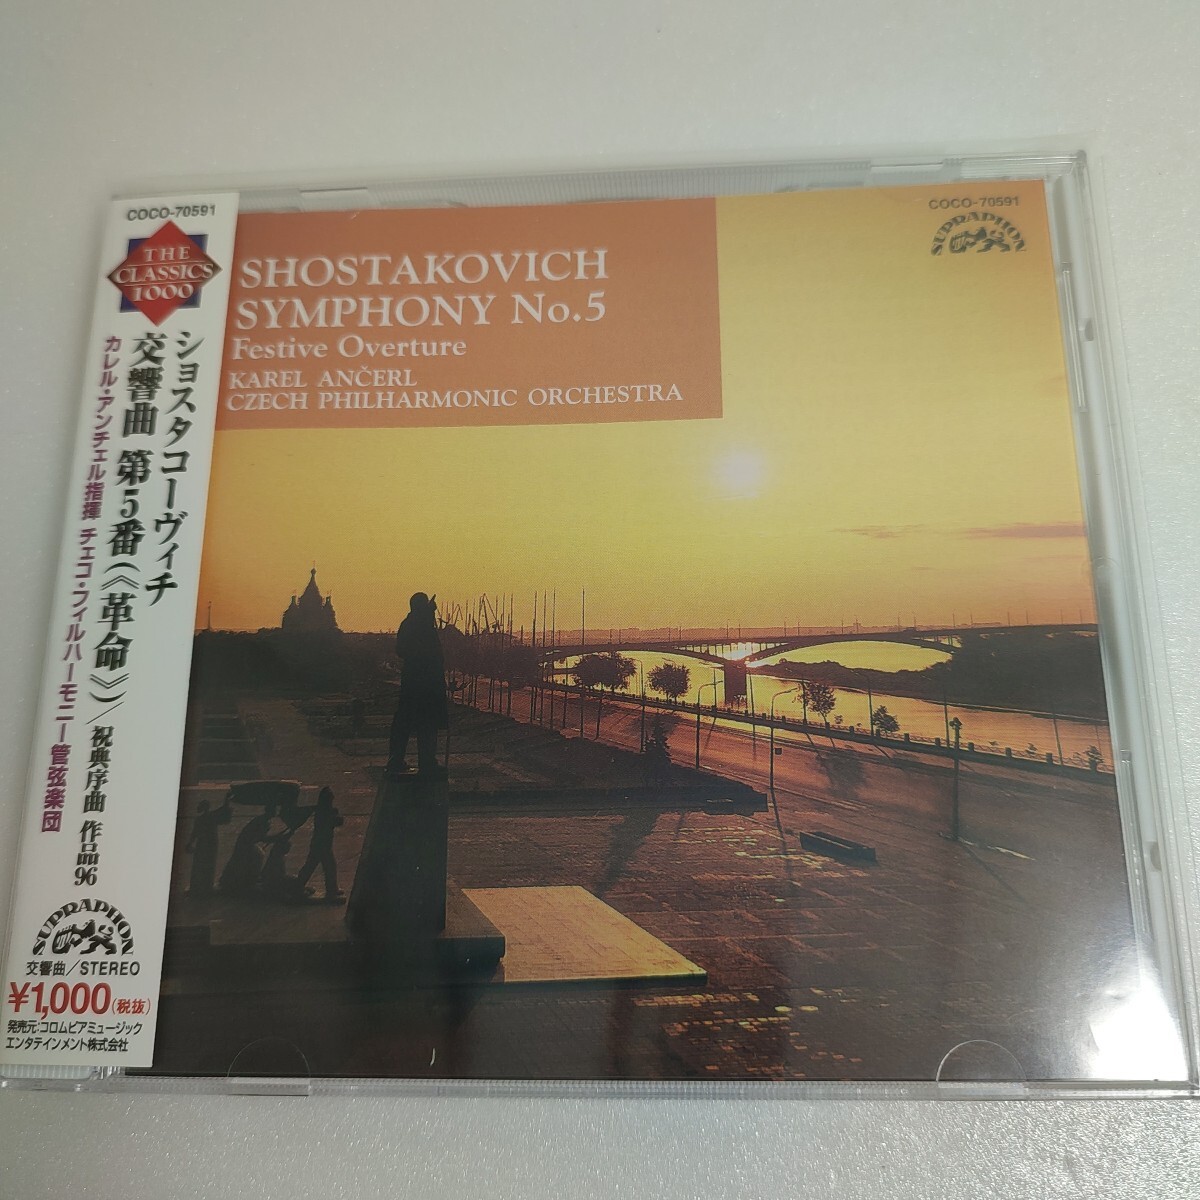 COCO-70591
THE
CLASSICS
1000
ショスタコーヴィチ
交響曲 第5番(《革命》)/祝典序曲 作品96
カレル・アンチェル指揮 チェコ・フィルハーモニー管弦楽団
SUPRAPHON
交響曲/STEREO
¥1,000(税抜)
発売元:コロムビアミュージック
エンタテインメント株式会社
COCO-70591
SUPRAPHON
SHOSTAKOVICH
SYMPHONY No.5
Festive Overture
KAREL ANČERL
CZECH PHILHARMONIC ORCHESTRA